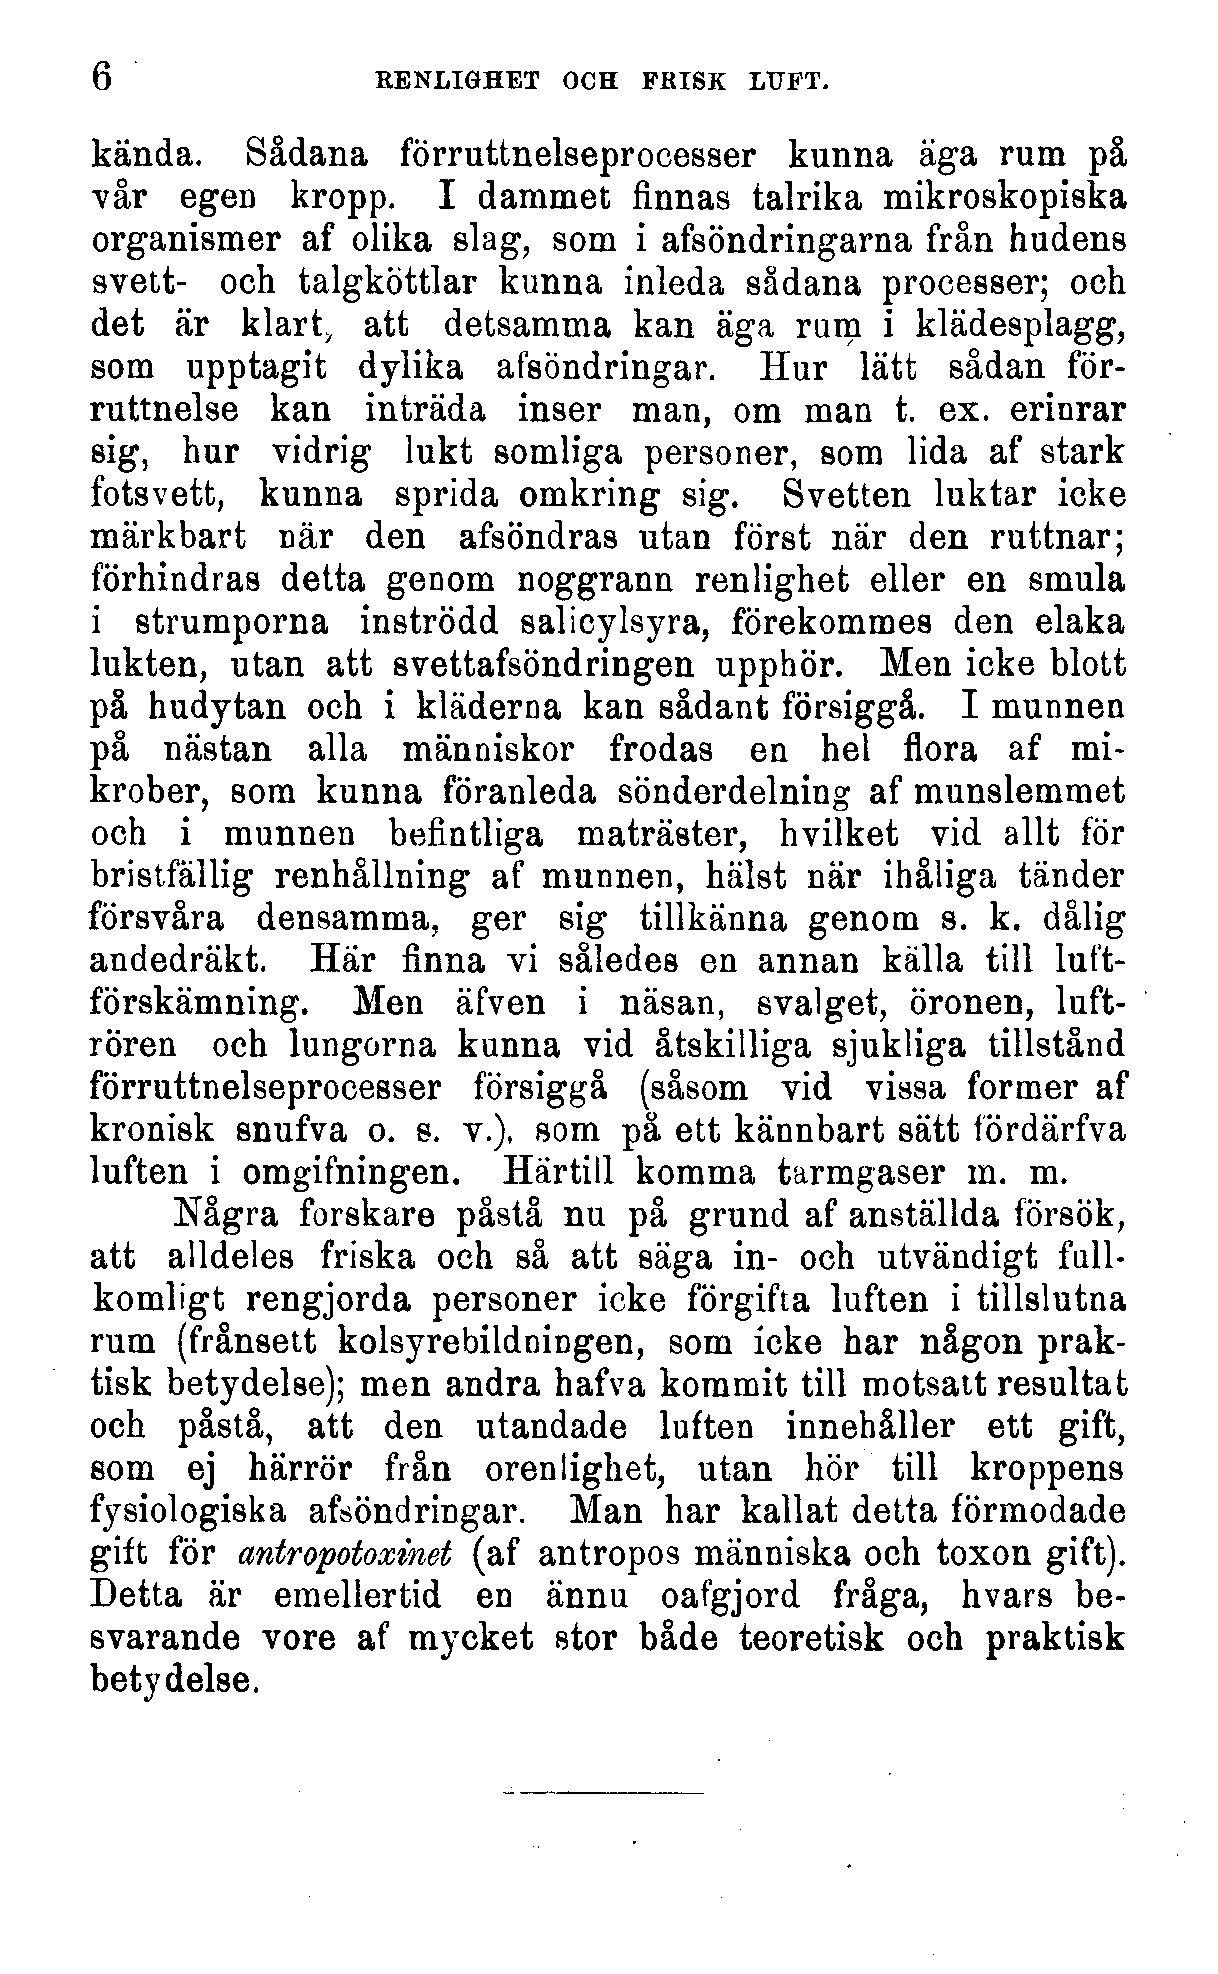 6 RENLIGHET OCH FRISK LUFT.
kända. Sådana förruttnelseprocesser kunna äga rum på
vår egen kropp. I dammet finnas talrika mikroskopiska
organismer af olika slag, som i afsöndringarna från hudens
svett- och talgköttlar kunna inleda sådana processer; och
det är klart, att detsamma kan äga rum i klädesplagg,
som upptagit dylika afsöndringar. Hur lätt sådan för-
ruttnelse kan inträda inser man, om man t. ex. erinrar
sig, hur vidrig lukt somliga personer, som lida af stark
fotsvett, kunna sprida omkring sig. Svetten luktar icke
märkbart när den afsöndras utan först när den ruttnar;
förhindras detta genom noggrann renlighet eller en smula
i strumporna inströdd salicylsyra, förekommes den elaka
lukten, utan att svettafsöndringen upphör. Men icke blott
på hudytan och i kläderna kan sådant försiggå. I munnen
på nästan alla människor frodas en hel flora af mi-
krober, som kunna föranleda sönderdelning af munslemmet
och i munnen befintliga maträster, hvilket vid allt för
bristfällig renhållning af munnen, hälst när ihåliga tänder
försvåra densamma, ger sig tillkänna genom s. k. dålig
andedräkt. Här finna vi således en annan källa till luft-
förskämning. Men äfven i näsan, svalget, öronen, luft-
rören och lungorna kunna vid åtskilliga sjukliga tillstånd
förruttnelseprocesser försiggå (såsom vid vissa former af
kronisk snufva o. s. v.), som på ett kännbart sätt fördärfva
luften i omgifningen. Härtill komma tarmgaser m. m.
Några forskare påstå nu på grund af anställda försök,
att alldeles friska och så att säga in- och utvändigt full-
komligt rengjorda personer icke förgifta luften i tillslutna
rum (frånsett kolsyrebildningen, som icke har någon prak-
tisk betydelse); men andra hafva kommit till motsatt resultat
och påstå, att den utandade luften innehåller ett gift,
som ej härrör från orenlighet, utan hör till kroppens
fysiologiska afsöndringar. Man har kallat detta förmodade
gift för antropotoxinet (af antropos människa och toxon gift).
Detta är emellertid en ännu oafgjord fråga, hvars be-
svarande vore af mycket stor både teoretisk och praktisk
betydelse.